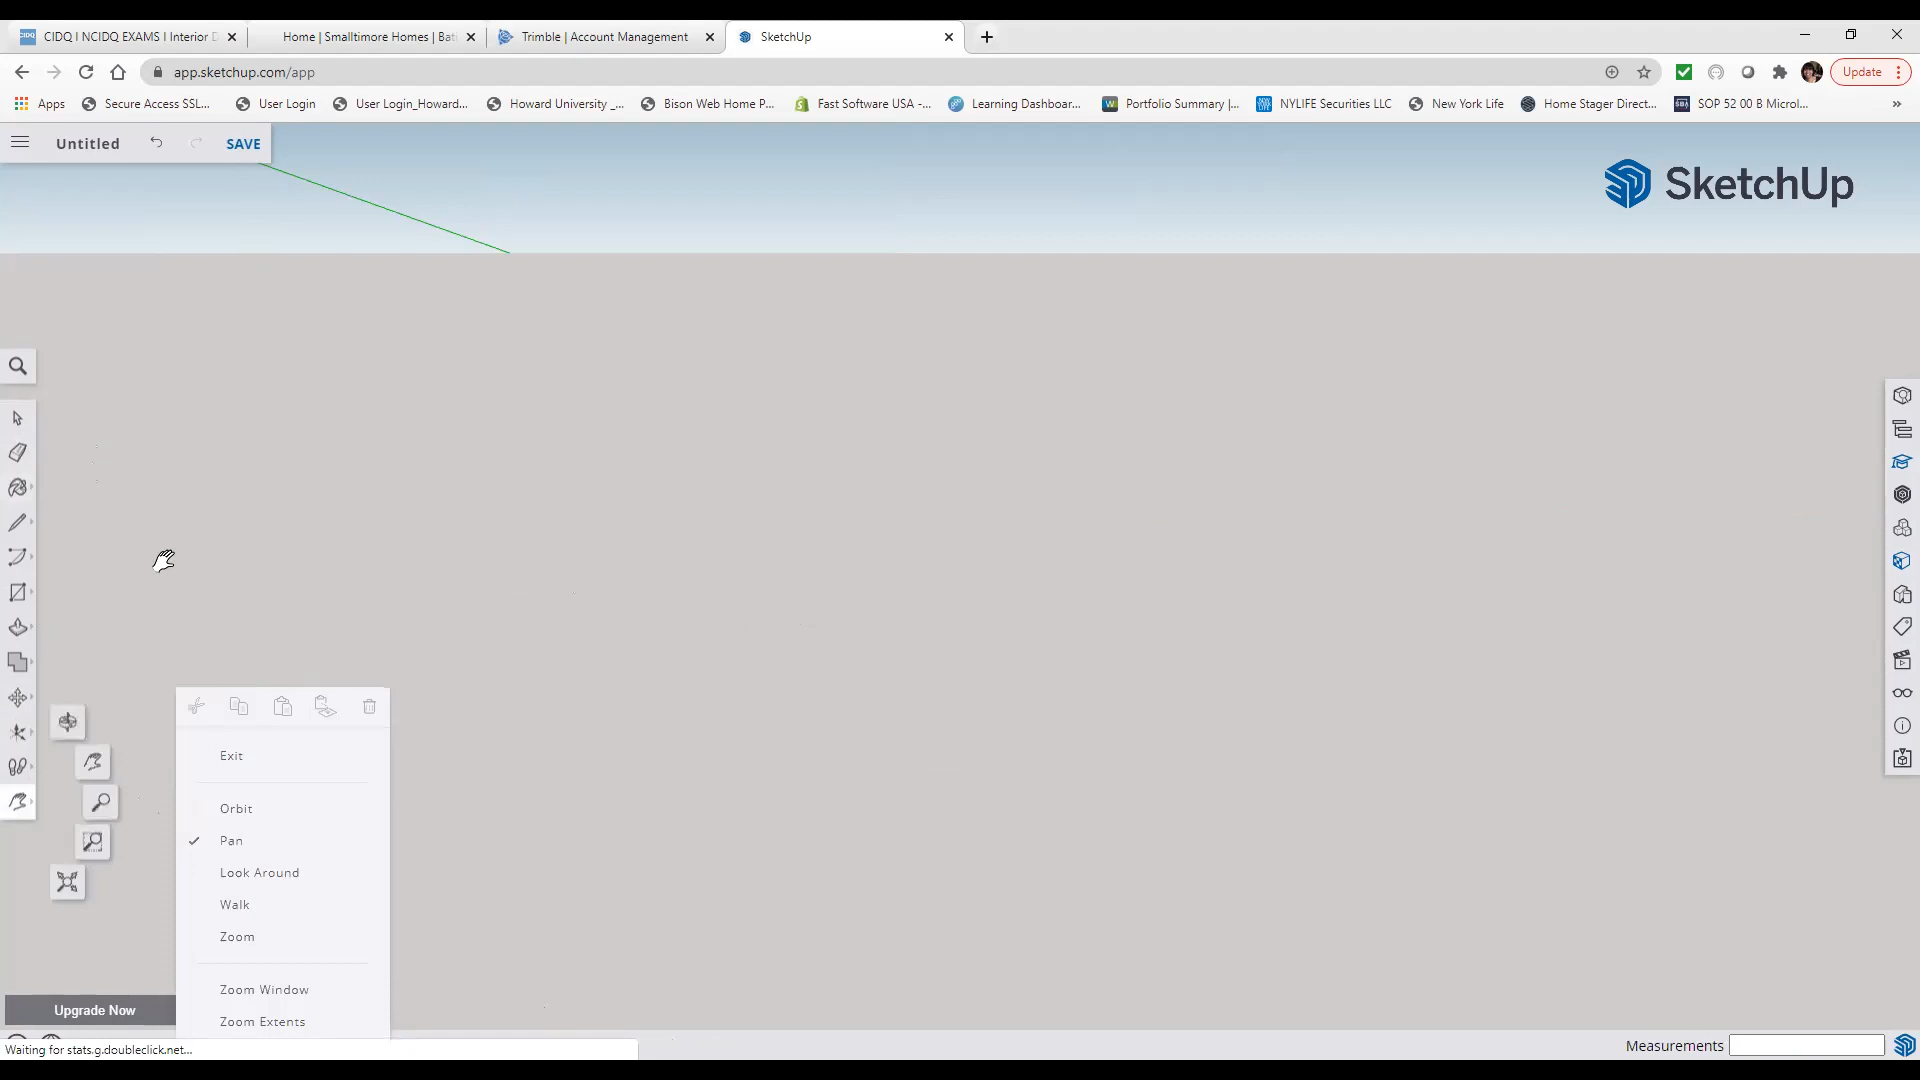 CIDQ
CIDQ I NCIDQ EXAMS I Interior D
Home | Smalltimore Homes | Balt
Trimble | Account Management
SketchUp
app.sketchup.com/app
Update
Apps
Secure Access SSL...
User Login
User Login_Howard...
Howard University _...
Bison Web Home P...
Fast Software USA -...
Learning Dashboar...
Portfolio Summary |...
NYLIFE Securities LLC
New York Life
Home Stager Direct...
SBA
SOP 52 00 B Microl...
»
Untitled
SAVE
SketchUp
Exit
Orbit
Pan
Look Around
Walk
Zoom
Zoom Window
Zoom Extents
Upgrade Now
Waiting for stats.g.doubleclick.net...
Measurements